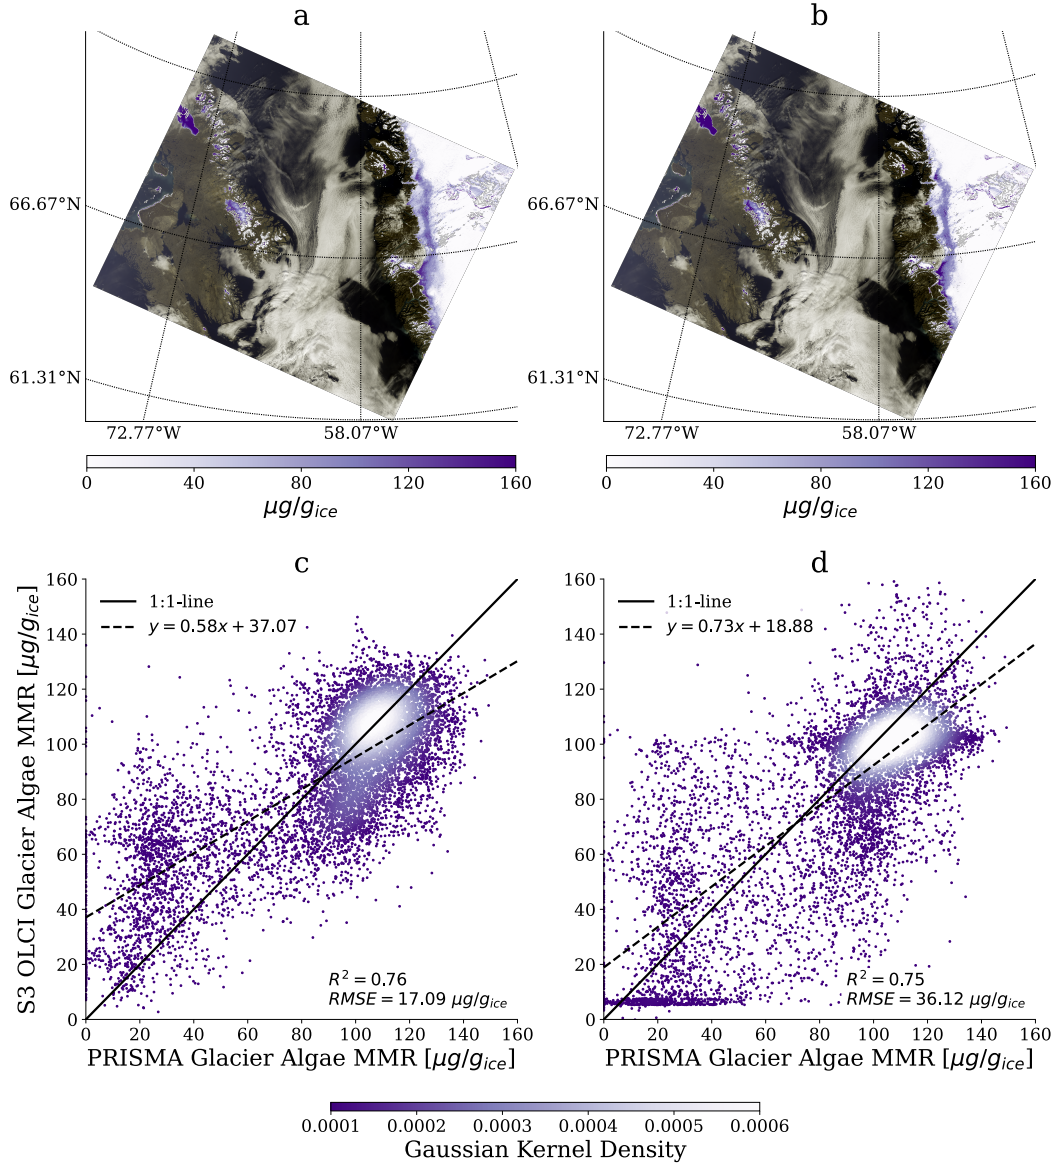 a
b
66.67°N
61.31°N
72.77°W
58.07°W
66.67°N
61.31°N
72.77°W
58.07°W
0 40 80 120 160
μg/g_ice
0 40 80 120 160
μg/g_ice
c
d
S3 OLCI Glacier Algae MMR [μg/g_ice]
160
140
120
100
80
60
40
20
0
1:1-line
y = 0.58x + 37.07
R² = 0.76
RMSE = 17.09 μg/g_ice
0 20 40 60 80 100 120 140 160
PRISMA Glacier Algae MMR [μg/g_ice]
160
140
120
100
80
60
40
20
0
1:1-line
y = 0.73x + 18.88
R² = 0.75
RMSE = 36.12 μg/g_ice
0 20 40 60 80 100 120 140 160
PRISMA Glacier Algae MMR [μg/g_ice]
0.0001 0.0002 0.0003 0.0004 0.0005 0.0006
Gaussian Kernel Density